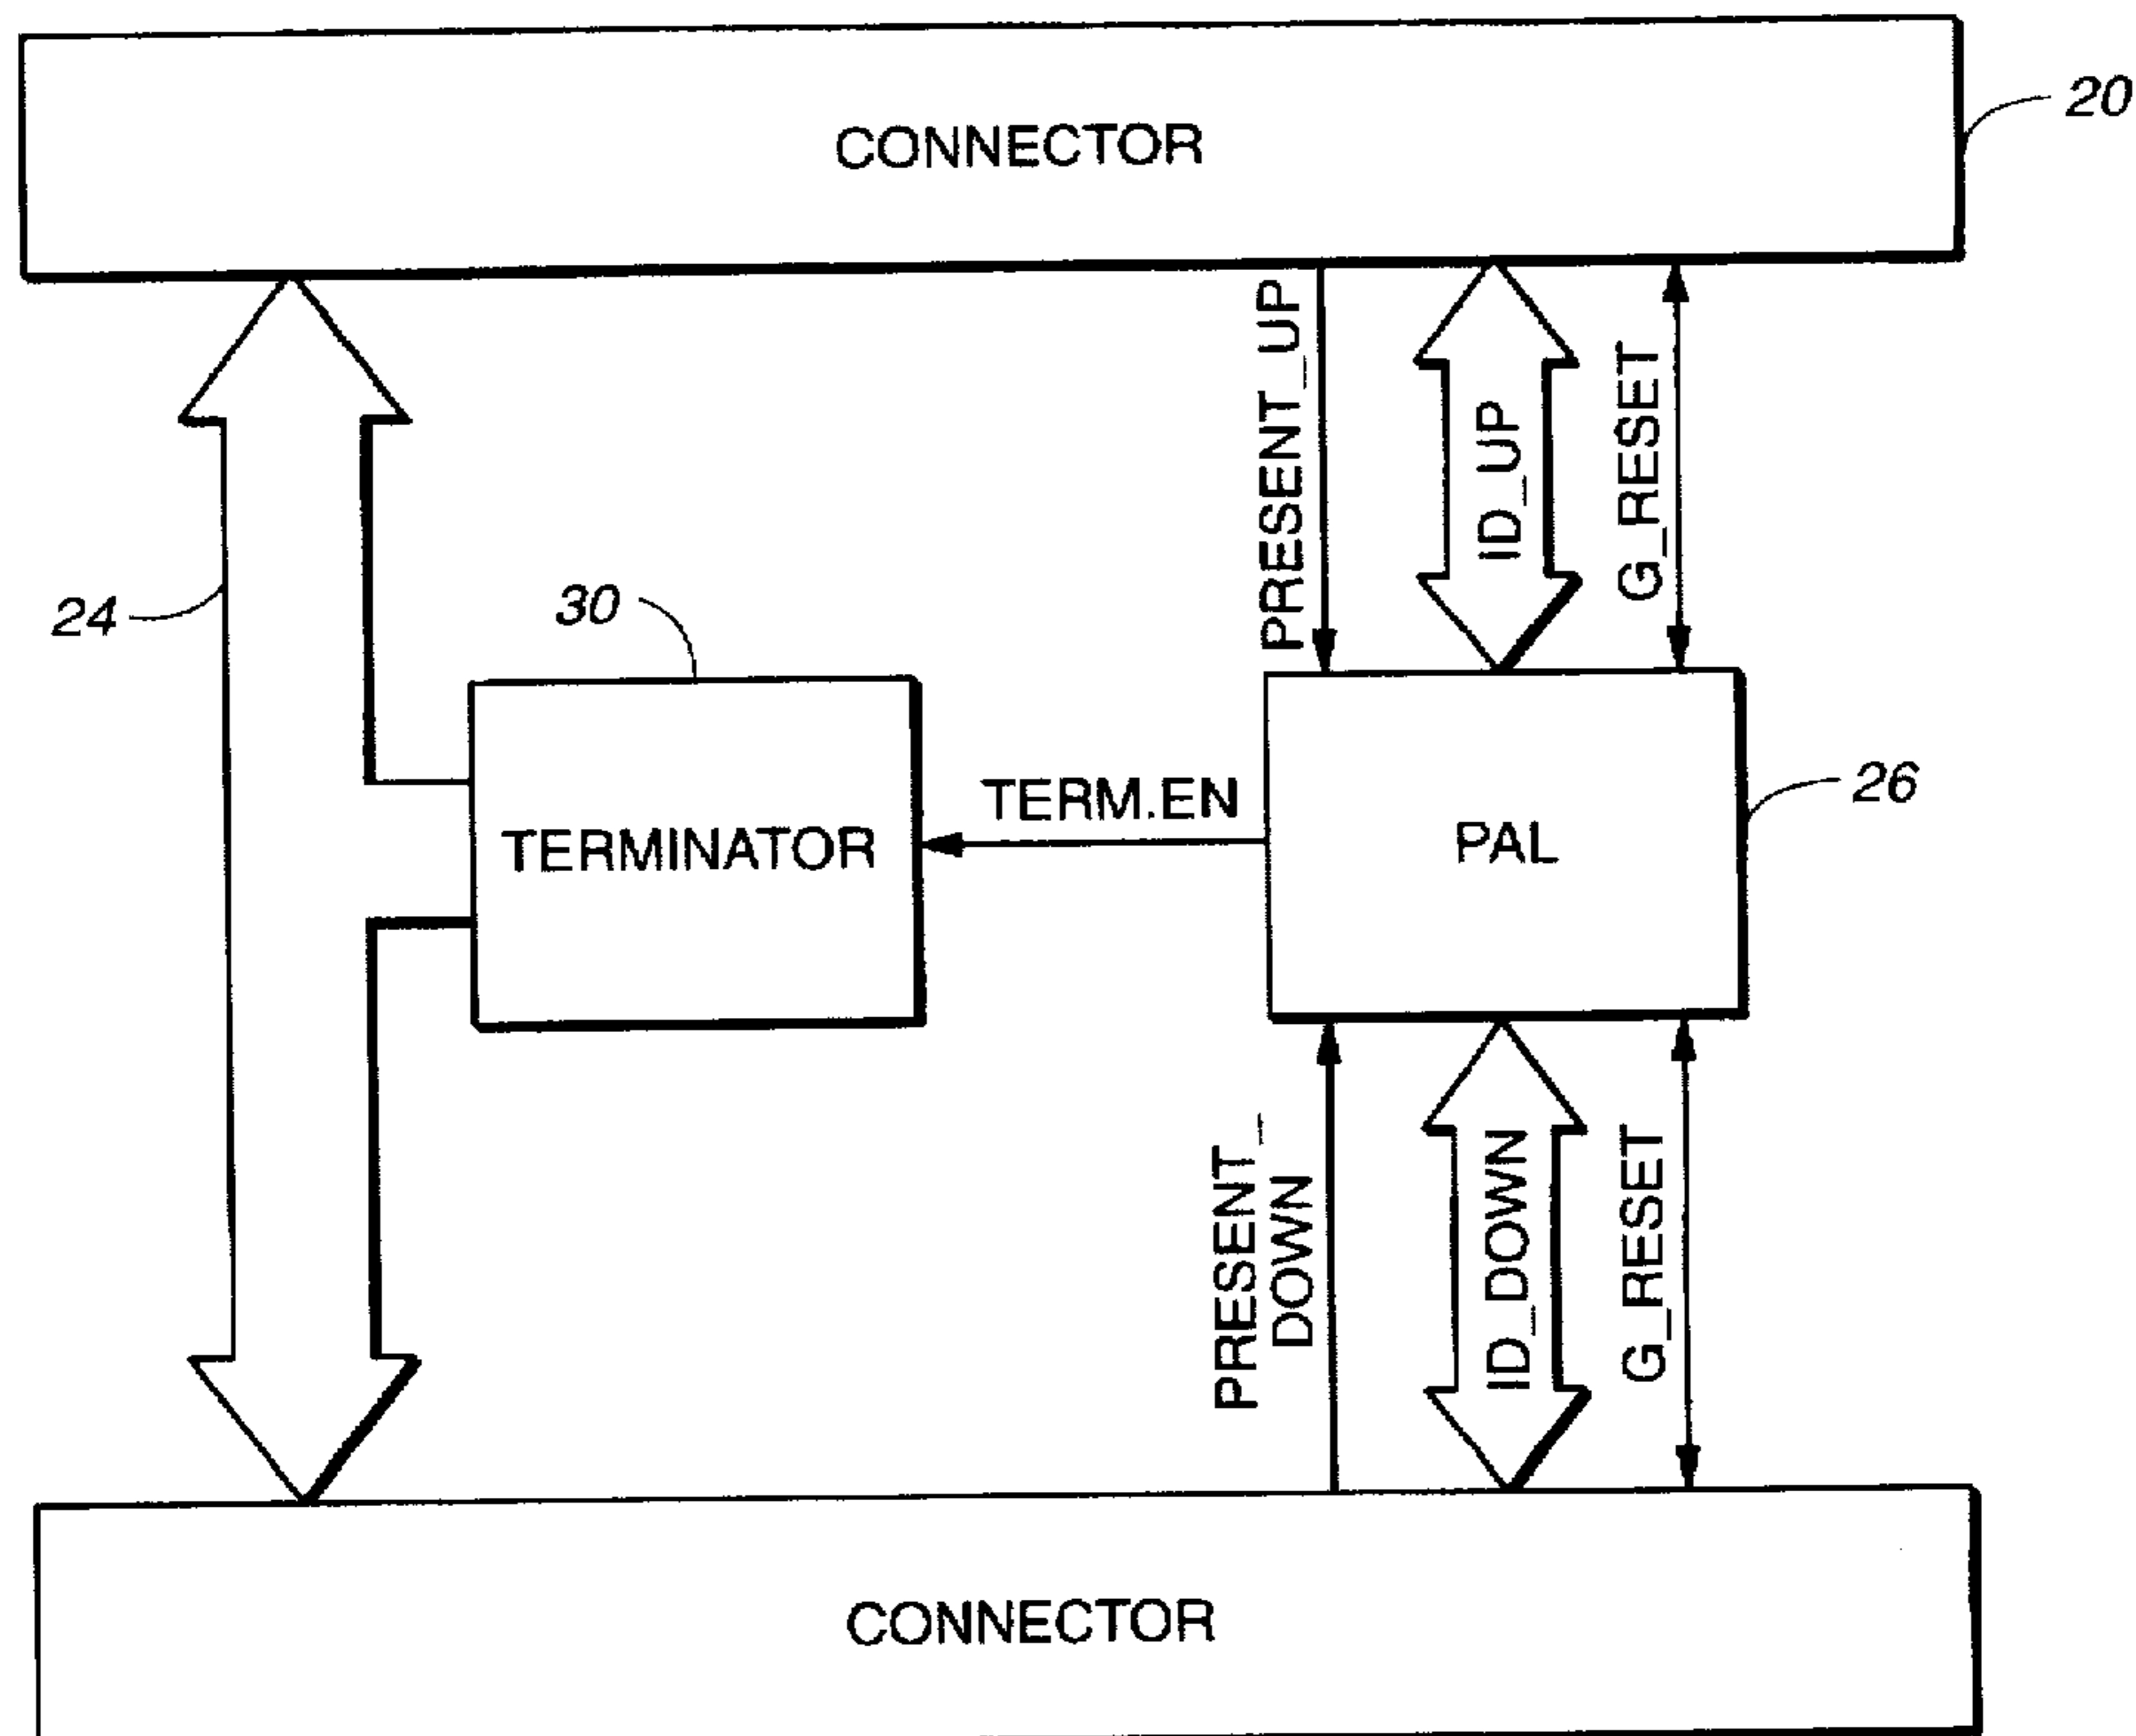 CONNECTOR
20
PRESENT_UP
ID_UP
G_RESET
24
30
TERMINATOR
TERM.EN
PAL
26
PRESENT_
DOWN
ID_DOWN
G_RESET
CONNECTOR